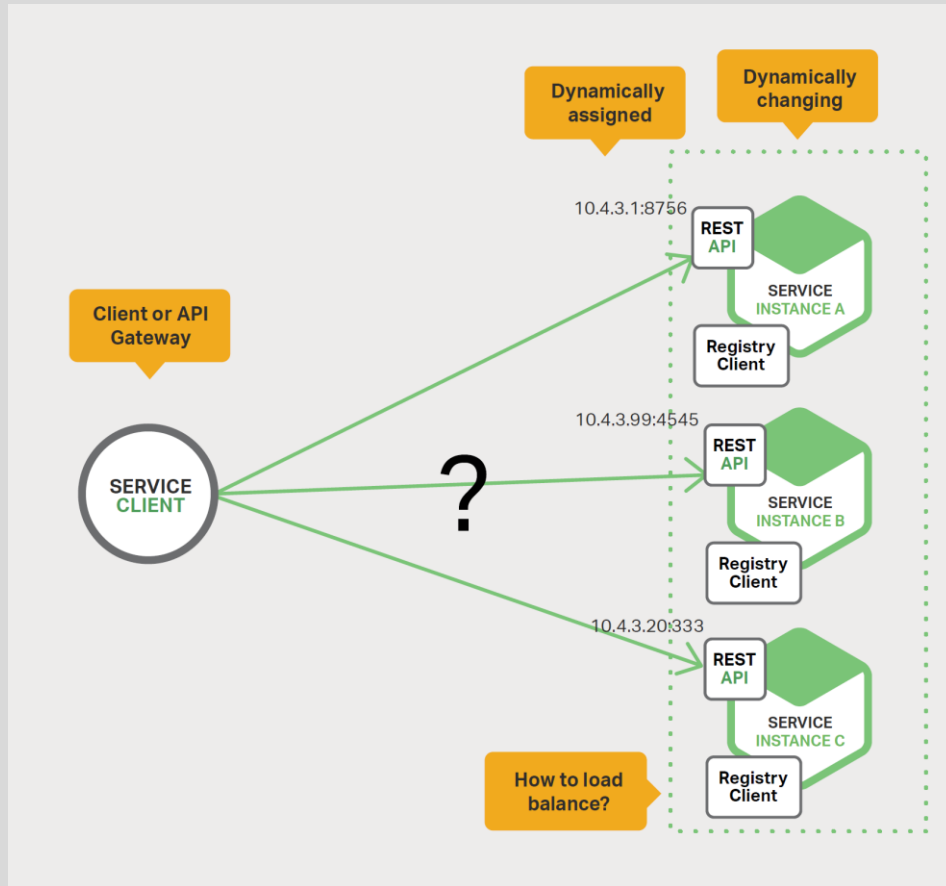 Dynamically
assigned
Dynamically
changing
10.4.3.1:8756
REST
API
SERVICE
INSTANCE A
Registry
Client
Client or API
Gateway
10.4.3.99:4545
REST
API
SERVICE
CLIENT
?
SERVICE
INSTANCE B
Registry
Client
10.4.3.20:333
REST
API
SERVICE
INSTANCE C
How to load
balance?
Registry
Client